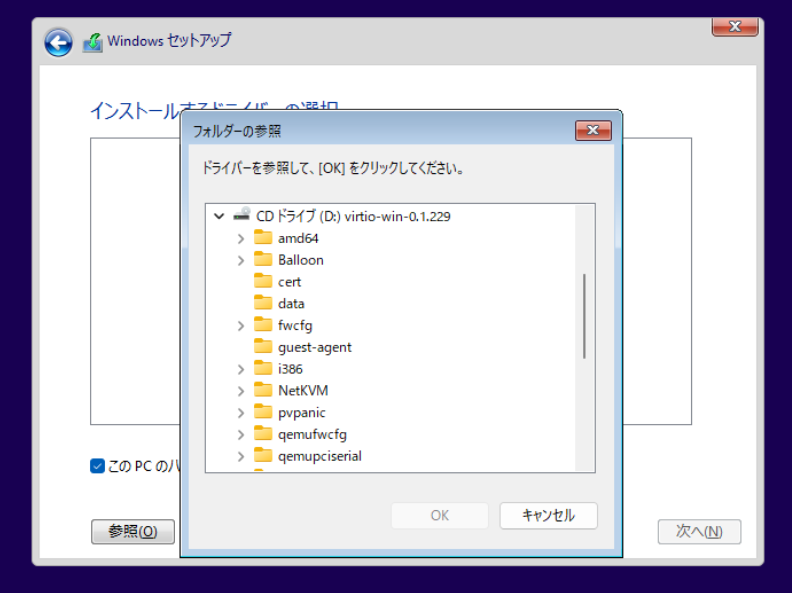 Windows セットアップ
インストールするドライバーの選択
フォルダーの参照
ドライバーを参照して、[OK] をクリックしてください。
CD ドライブ (D:) virtio-win-0.1.229
amd64
Balloon
cert
data
fwcfg
guest-agent
i386
NetKVM
pvpanic
qemufwcfg
qemupciserial
この PC のハ
OK
キャンセル
参照(O)
次へ(N)